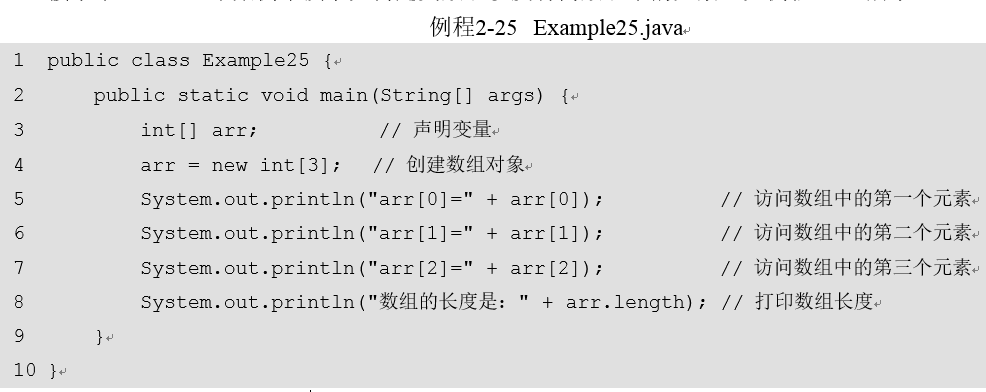 例程2-25 Example25.java
1 public class Example25 {
2 public static void main(String[] args) {
3 int[] arr; // 声明变量
4 arr = new int[3]; // 创建数组对象
5 System.out.println("arr[0]=" + arr[0]); // 访问数组中的第一个元素
6 System.out.println("arr[1]=" + arr[1]); // 访问数组中的第二个元素
7 System.out.println("arr[2]=" + arr[2]); // 访问数组中的第三个元素
8 System.out.println("数组的长度是：" + arr.length); // 打印数组长度
9 }
10 }